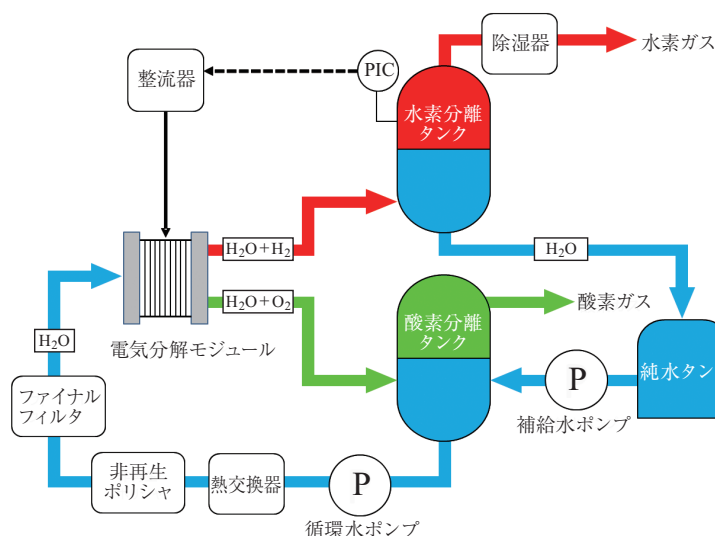 除湿器
水素ガス
整流器
PIC
水素分離
タンク
H₂O＋H₂
H₂O
H₂O＋O₂
酸素分離
タンク
酸素ガス
電気分解モジュール
H₂O
P
純水タン
補給水ポンプ
ファイナル
フィルタ
非再生
ポリシャ
熱交換器
P
循環水ポンプ